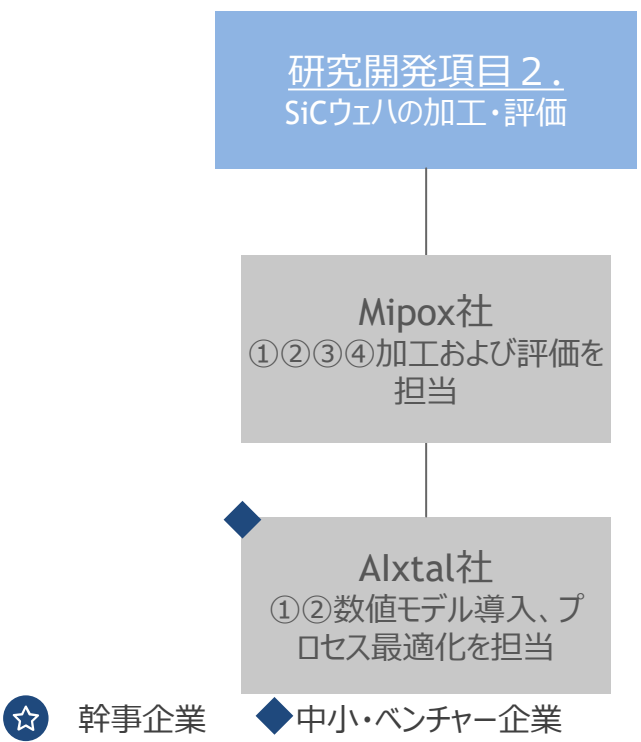 研究開発項目２.
SiCウェハの加工・評価
Mipox社
①②③④加工および評価を
担当
AIxtal社
①②数値モデル導入、プ
ロセス最適化を担当
幹事企業 中小・ベンチャー企業